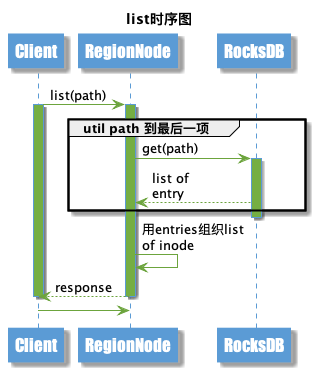 list时序图
Client
RegionNode
RocksDB
list(path)
util path 到最后一项
get(path)
list of
entry
用entries组织list
of inode
response
Client
RegionNode
RocksDB